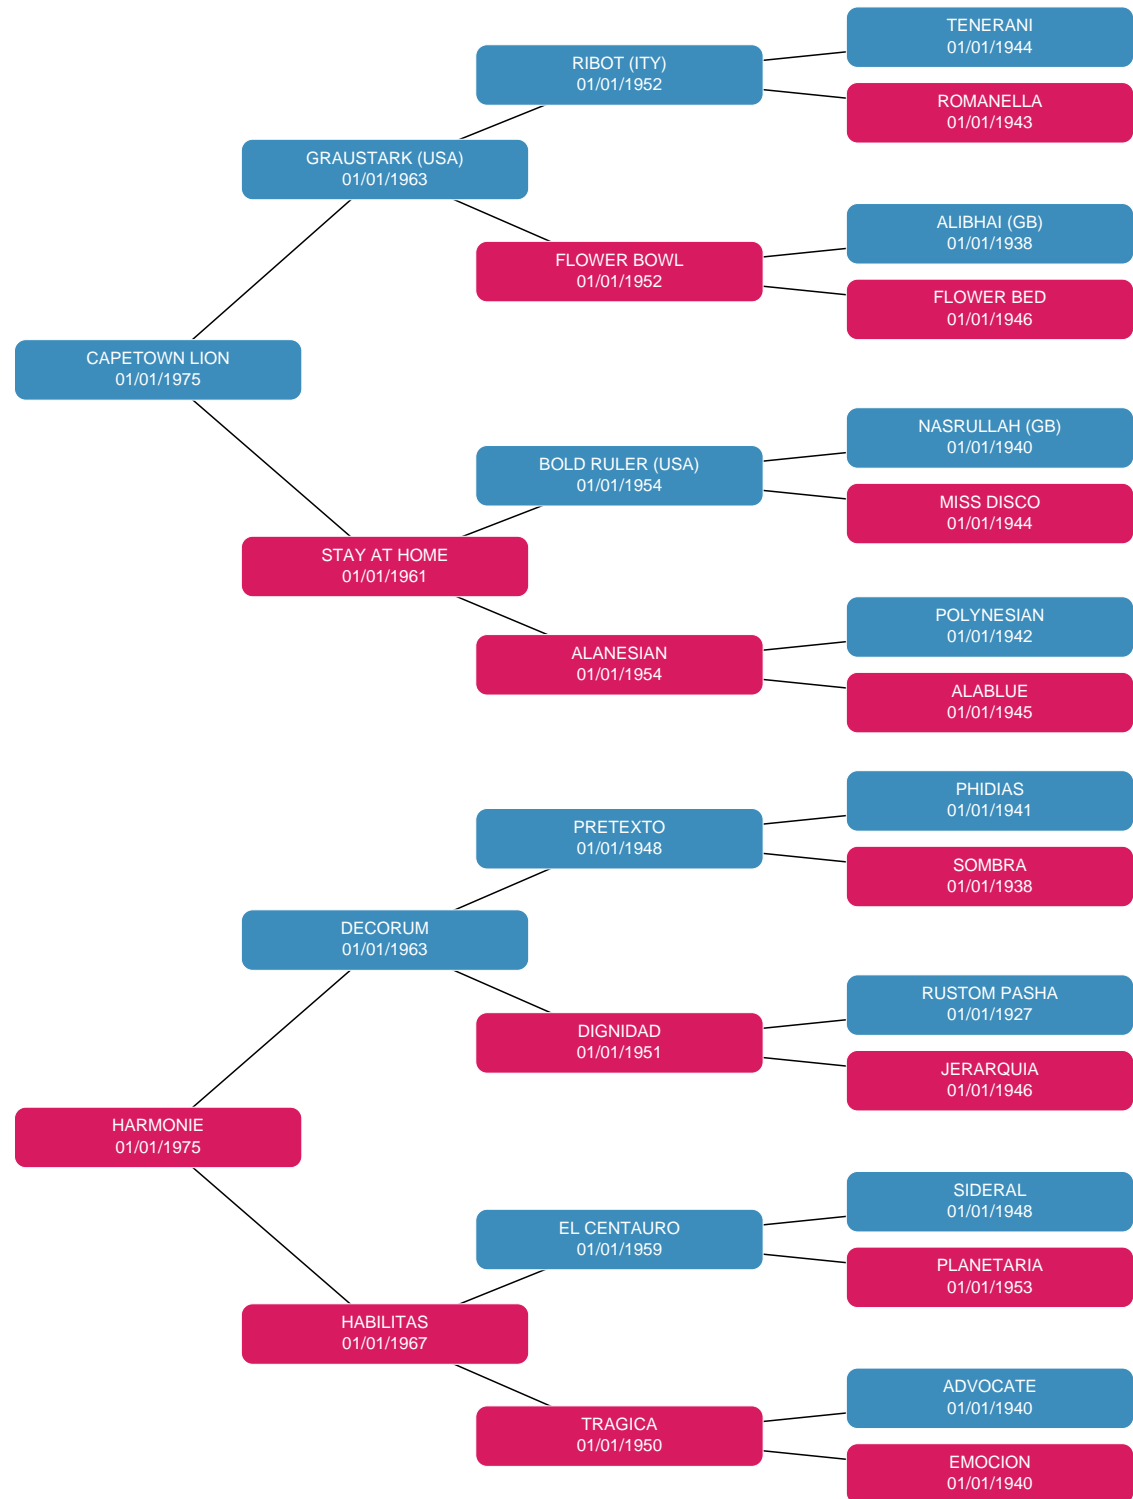 TENERANI
01/01/1944
RIBOT (ITY)
01/01/1952
ROMANELLA
01/01/1943
GRAUSTARK (USA)
01/01/1963
ALIBHAI (GB)
01/01/1938
FLOWER BOWL
01/01/1952
FLOWER BED
01/01/1946
CAPETOWN LION
01/01/1975
NASRULLAH (GB)
01/01/1940
BOLD RULER (USA)
01/01/1954
MISS DISCO
01/01/1944
STAY AT HOME
01/01/1961
POLYNESIAN
01/01/1942
ALANESIAN
01/01/1954
ALABLUE
01/01/1945
PHIDIAS
01/01/1941
PRETEXTO
01/01/1948
SOMBRA
01/01/1938
DECORUM
01/01/1963
RUSTOM PASHA
01/01/1927
DIGNIDAD
01/01/1951
JERARQUIA
01/01/1946
HARMONIE
01/01/1975
SIDERAL
01/01/1948
EL CENTAURO
01/01/1959
PLANETARIA
01/01/1953
HABILITAS
01/01/1967
ADVOCATE
01/01/1940
TRAGICA
01/01/1950
EMOCION
01/01/1940